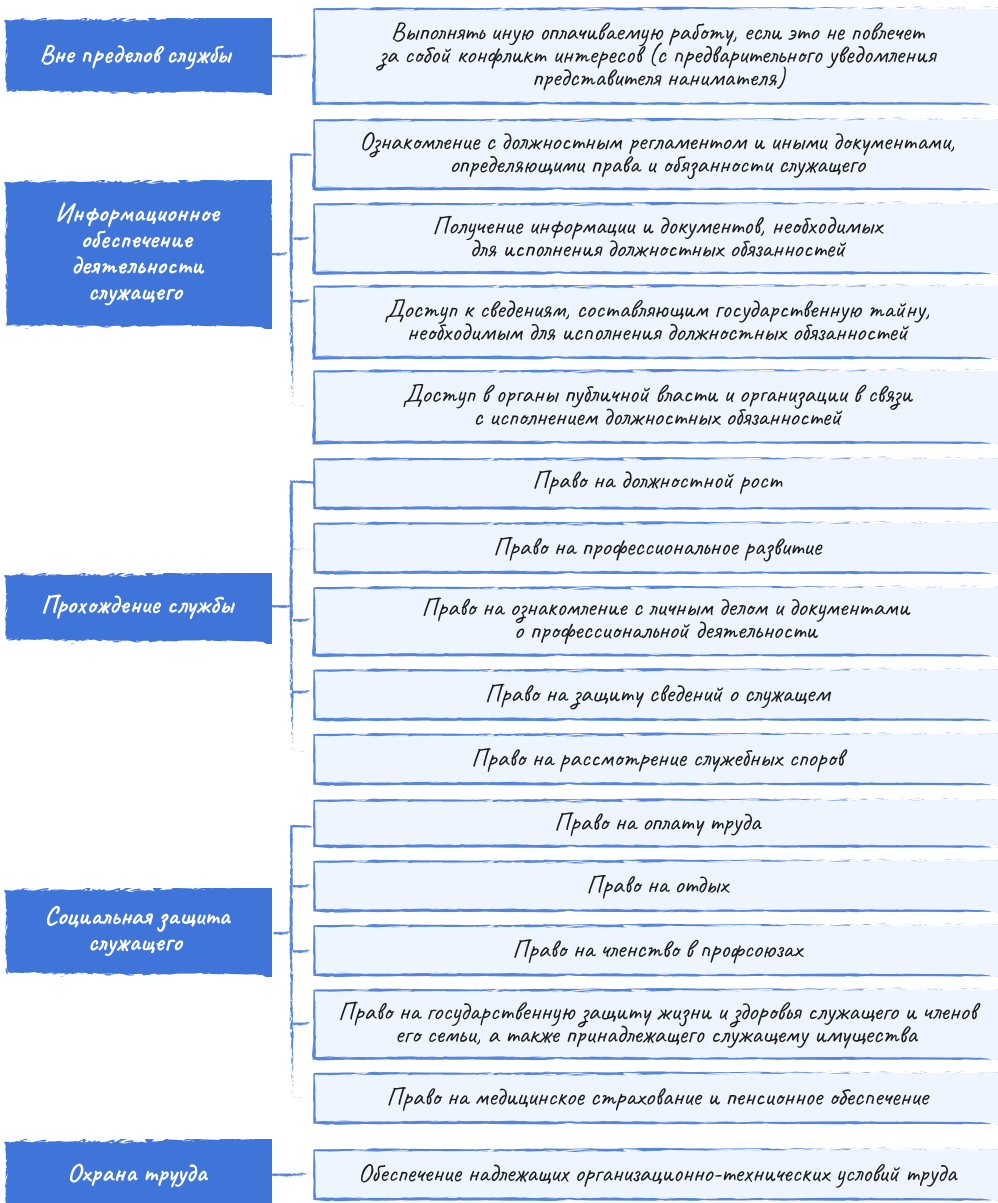 Вне пределов службы
Выполнять иную оплачиваемую работу, если это не повлечет
за собой конфликт интересов (с предварительного уведомления
представителя нанимателя)
Информационное
обеспечение
деятельности
служащего
Ознакомление с должностным регламентом и иными документами,
определяющими права и обязанности служащего
Получение информации и документов, необходимых
для исполнения должностных обязанностей
Доступ к сведениям, составляющим государственную тайну,
необходимым для исполнения должностных обязанностей
Доступ в органы публичной власти и организации в связи
с исполнением должностных обязанностей
Прохождение службы
Право на должностной рост
Право на профессиональное развитие
Право на ознакомление с личным делом и документами
о профессиональной деятельности
Право на защиту сведений о служащем
Право на рассмотрение служебных споров
Социальная защита
служащего
Право на оплату труда
Право на отдых
Право на членство в профсоюзах
Право на государственную защиту жизни и здоровья служащего и членов
его семьи, а также принадлежащего служащему имущества
Право на медицинское страхование и пенсионное обеспечение
Охрана трууда
Обеспечение надлежащих организационно-технических условий труда